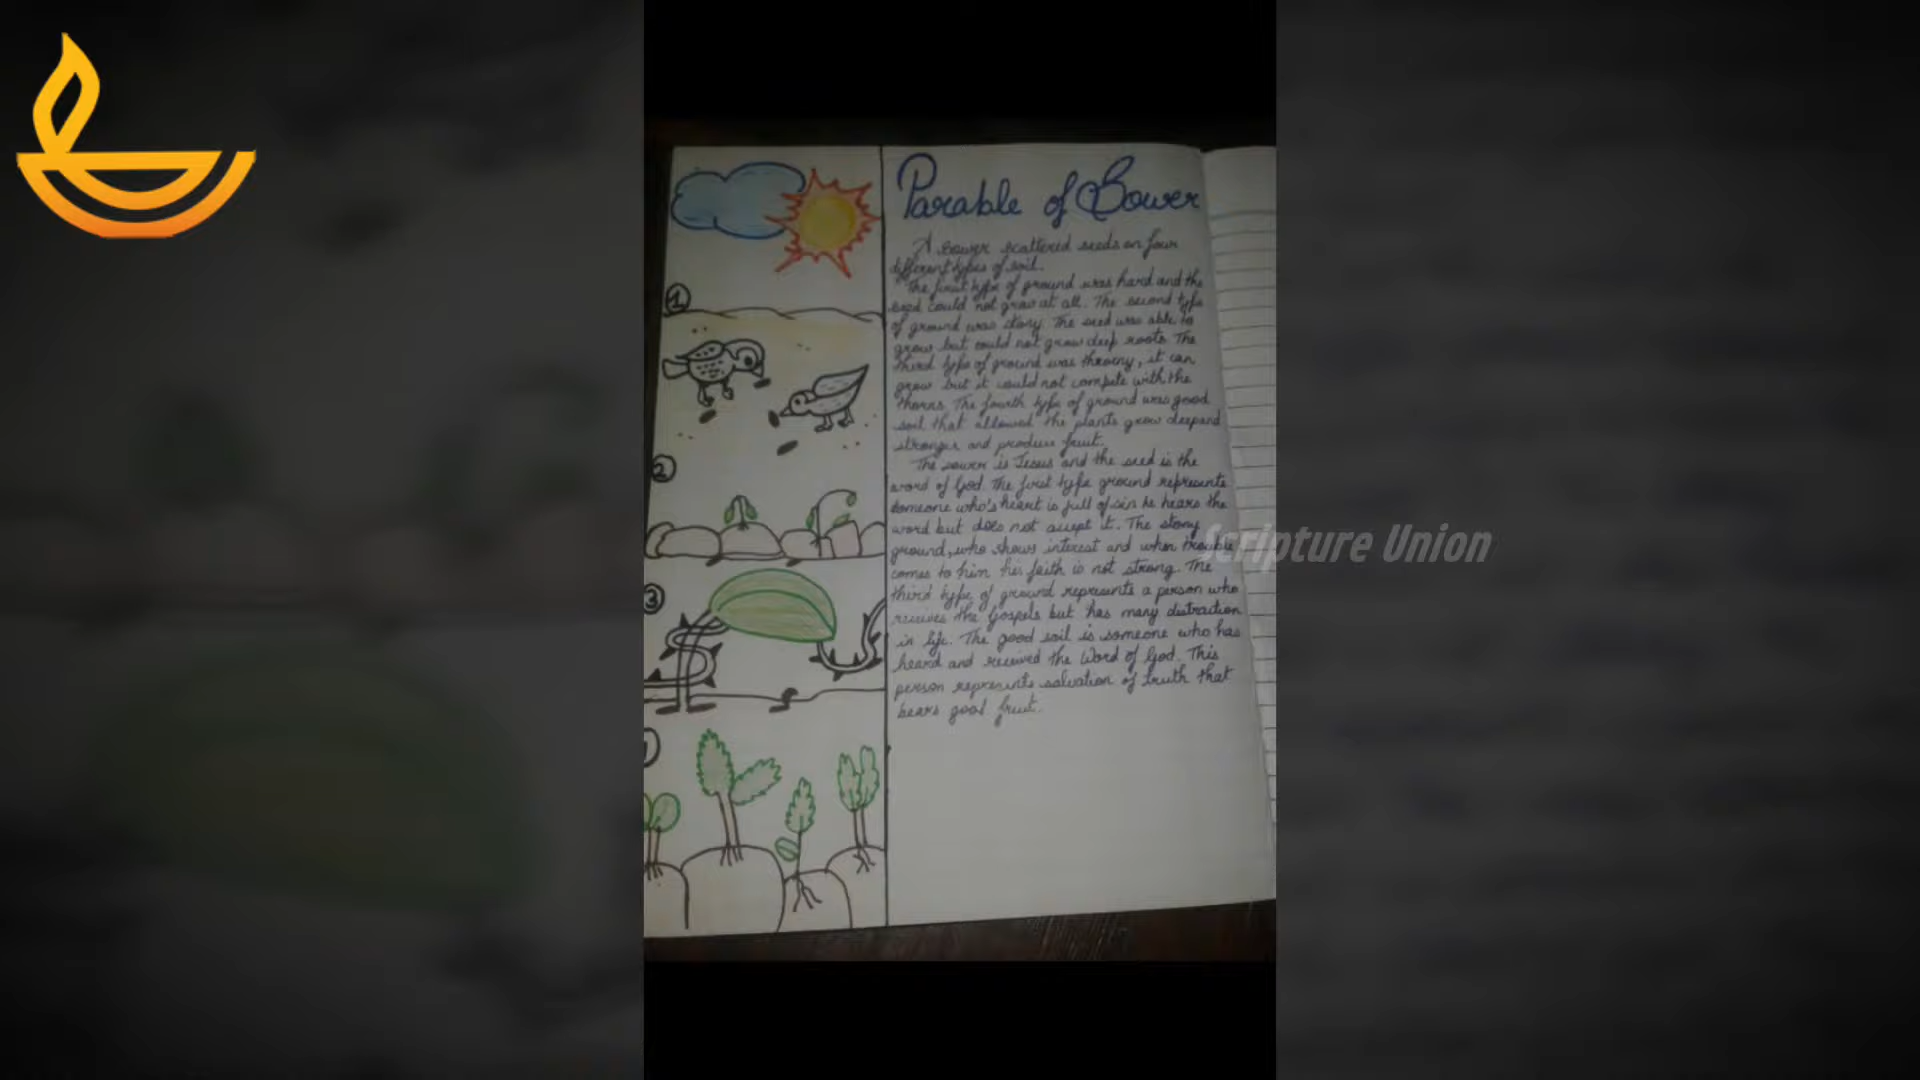 Parable of Sower
A sower scattered seeds on four
different types of soil.
The first type of ground was hard and the
seed could not grow at all. The second type
of ground was stony. The seed was able to
grow but could not grow deep roots. The
third type of ground was throny, it can
grow but it could not compete with the
thorns. The fourth type of ground was good
soil that allowed the plants grow deep and
stronger and produce fruit.
The sower is Jesus and the seed is the
word of God. The first type ground represents
someone who's heart is full of sin he hears the
word but does not accept it. The stony
ground, who shows interest and when trouble
comes to him his faith is not strong. The
third type of ground represents a person who
receives the Gospels but has many distraction
in life. The good soil is someone who has
heard and received the Word of God. This
person represents salvation of truth that
bears good fruit.
1
2
3
Scripture Union